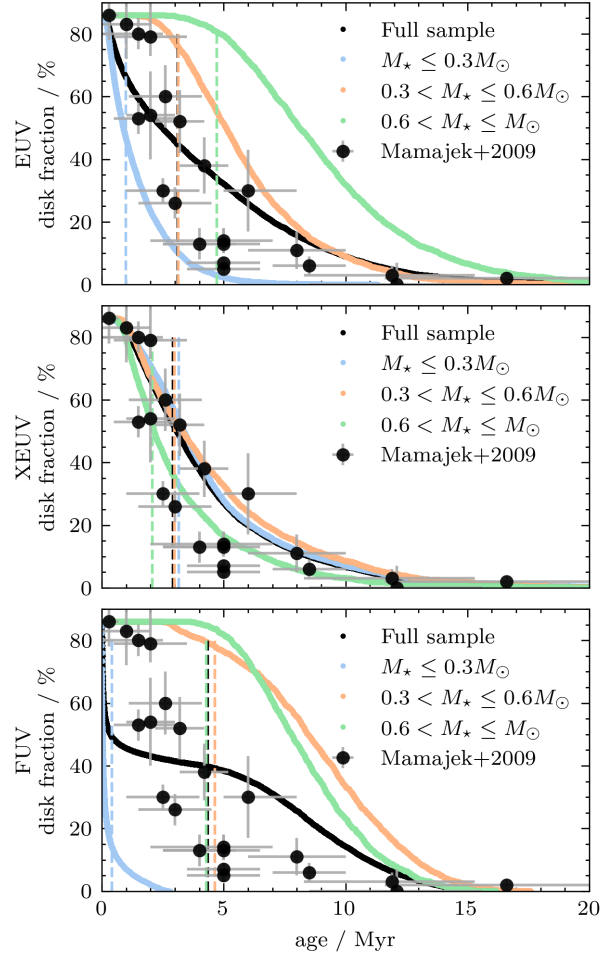 80
60
40
20
0
EUV
disk fraction / %
Full sample
M⋆ ≤ 0.3M⊙
0.3 < M⋆ ≤ 0.6M⊙
0.6 < M⋆ ≤ M⊙
Mamajek+2009
80
60
40
20
0
XEUV
disk fraction / %
Full sample
M⋆ ≤ 0.3M⊙
0.3 < M⋆ ≤ 0.6M⊙
0.6 < M⋆ ≤ M⊙
Mamajek+2009
80
60
40
20
0
FUV
disk fraction / %
Full sample
M⋆ ≤ 0.3M⊙
0.3 < M⋆ ≤ 0.6M⊙
0.6 < M⋆ ≤ M⊙
Mamajek+2009
0 5 10 15 20
age / Myr